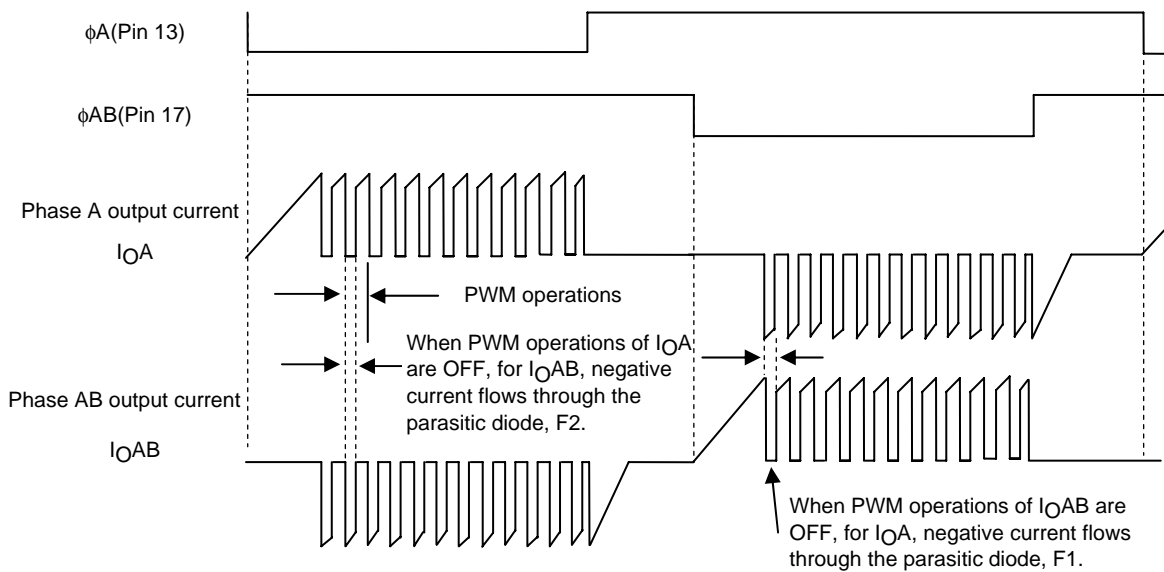 ϕA(Pin 13)
ϕAB(Pin 17)
Phase A output current
IOA
PWM operations
When PWM operations of IOA
are OFF, for IOAB, negative
current flows through the
parasitic diode, F2.
Phase AB output current
IOAB
When PWM operations of IOAB are
OFF, for IOA, negative current flows
through the parasitic diode, F1.